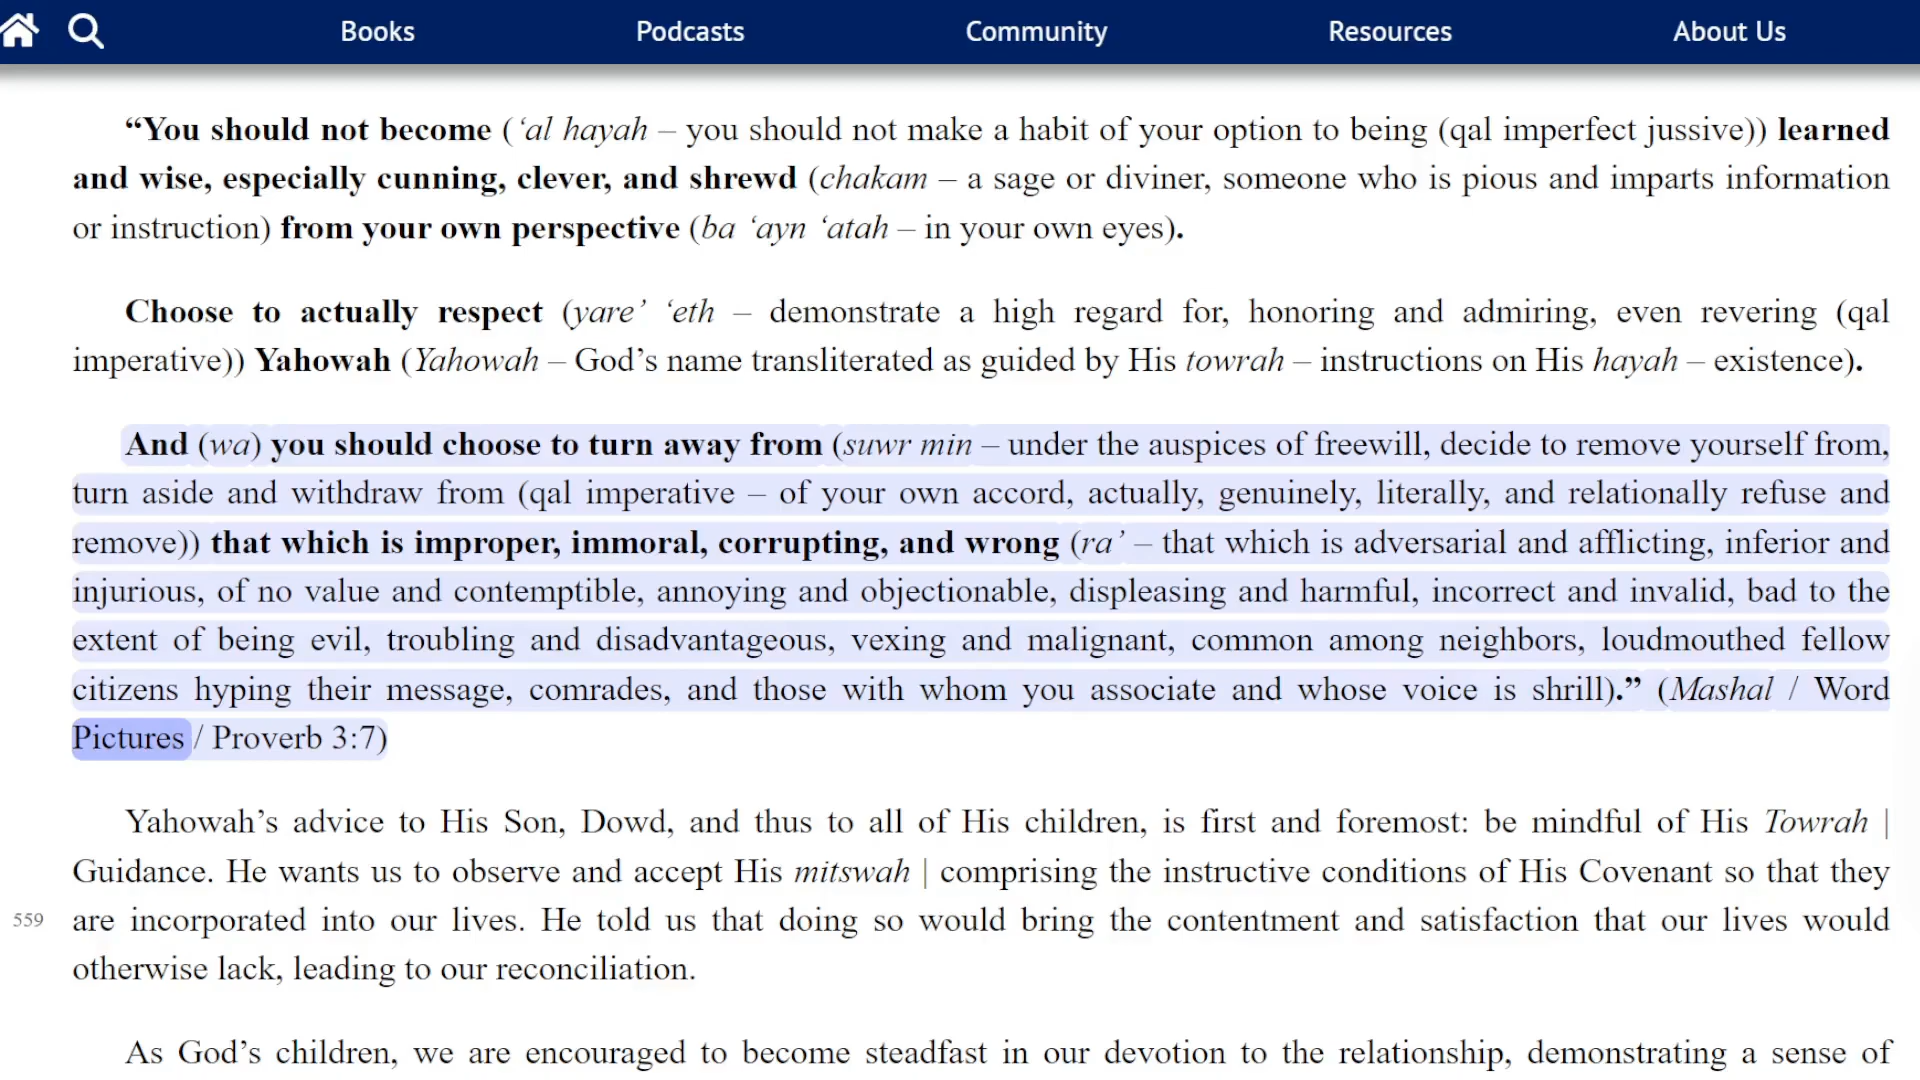 Books Podcasts Community Resources About Us
“You should not become (‘al hayah – you should not make a habit of your option to being (qal imperfect jussive)) learned
and wise, especially cunning, clever, and shrewd (chakam – a sage or diviner, someone who is pious and imparts information
or instruction) from your own perspective (ba ‘ayn ‘atah – in your own eyes).
Choose to actually respect (yare’ ‘eth – demonstrate a high regard for, honoring and admiring, even revering (qal
imperative)) Yahowah (Yahowah – God’s name transliterated as guided by His towrah – instructions on His hayah – existence).
And (wa) you should choose to turn away from (suwr min – under the auspices of freewill, decide to remove yourself from,
turn aside and withdraw from (qal imperative – of your own accord, actually, genuinely, literally, and relationally refuse and
remove)) that which is improper, immoral, corrupting, and wrong (ra’ – that which is adversarial and afflicting, inferior and
injurious, of no value and contemptible, annoying and objectionable, displeasing and harmful, incorrect and invalid, bad to the
extent of being evil, troubling and disadvantageous, vexing and malignant, common among neighbors, loudmouthed fellow
citizens hyping their message, comrades, and those with whom you associate and whose voice is shrill).” (Mashal / Word
Pictures / Proverb 3:7)
Yahowah’s advice to His Son, Dowd, and thus to all of His children, is first and foremost: be mindful of His Towrah |
Guidance. He wants us to observe and accept His mitswah | comprising the instructive conditions of His Covenant so that they
559 are incorporated into our lives. He told us that doing so would bring the contentment and satisfaction that our lives would
otherwise lack, leading to our reconciliation.
As God’s children, we are encouraged to become steadfast in our devotion to the relationship, demonstrating a sense of